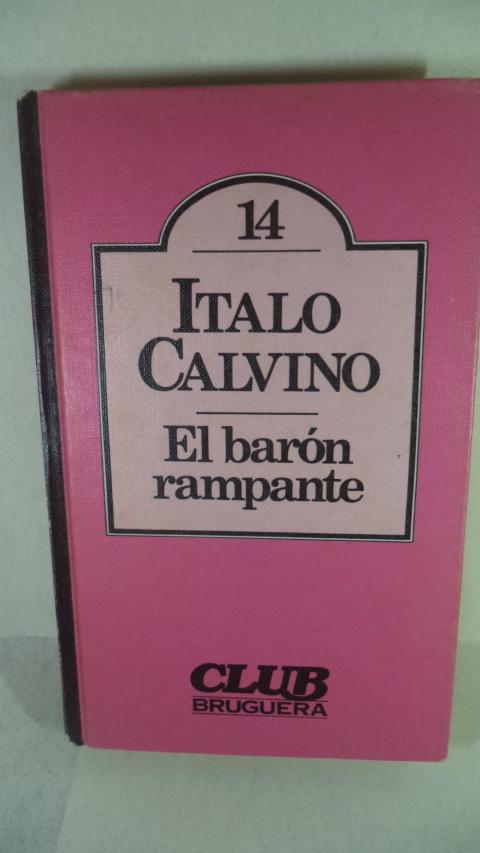 14
ITALO
CALVINO
El barón
rampante
CLUB
BRUGUERA